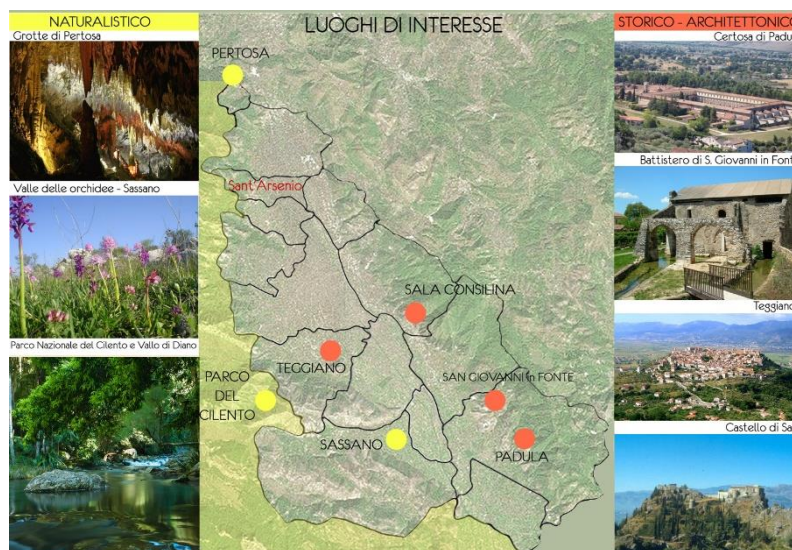 NATURALISTICO
Grotte di Pertosa
Valle delle orchidee - Sassano
Parco Nazionale del Cilento e Vallo di Diano
LUOGHI DI INTERESSE
PERTOSA
Sant'Arsenio
SALA CONSILINA
TEGGIANO
PARCO
DEL
CILENTO
SAN GIOVANNI in FONTE
SASSANO
PADULA
STORICO - ARCHITETTONICO
Certosa di Padu
Battistero di S. Giovanni in Font
Teggiano
Castello di Sa